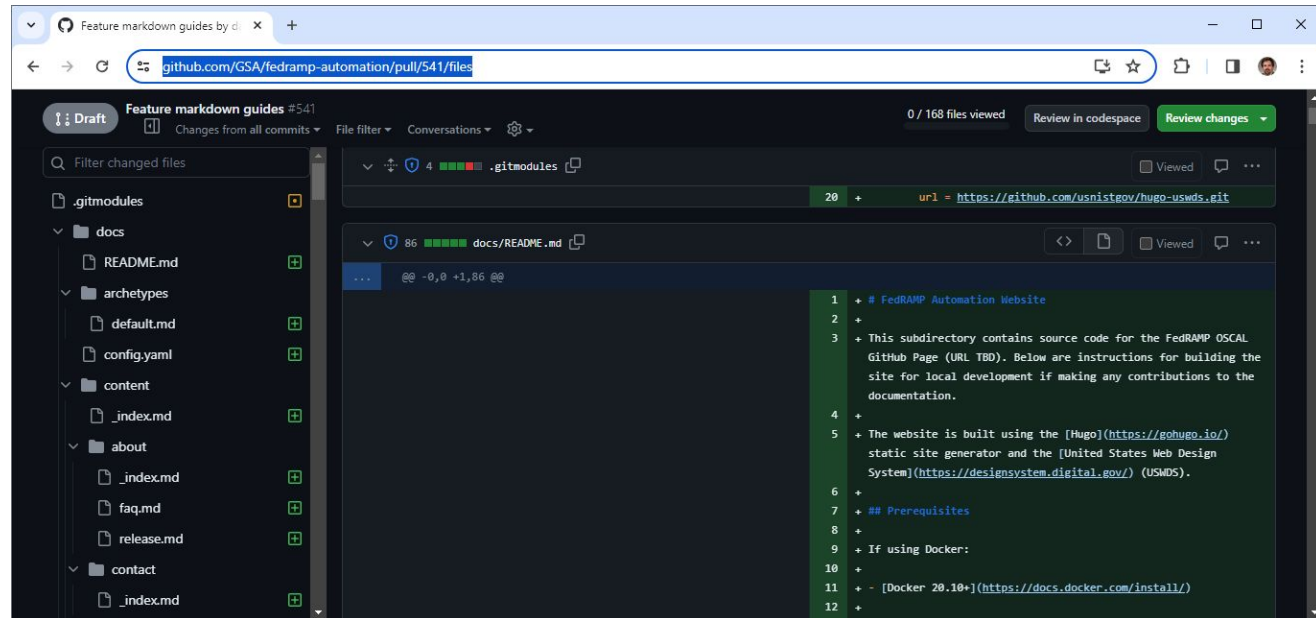 Feature markdown guides by d
github.com/GSA/fedramp-automation/pull/541/files
Draft
Feature markdown guides #541
Changes from all commits
File filter
Conversations
0 / 168 files viewed
Review in codespace
Review changes
Filter changed files
.gitmodules
docs
README.md
archetypes
default.md
config.yaml
content
_index.md
about
_index.md
faq.md
release.md
contact
_index.md
4 .gitmodules
Viewed
20 + url = https://github.com/usnistgov/hugo-uswds.git
86 docs/README.md
Viewed
... @@ -0,0 +1,86 @@
1 + # FedRAMP Automation Website
2 +
3 + This subdirectory contains source code for the FedRAMP OSCAL
GitHub Page (URL TBD). Below are instructions for building the
site for local development if making any contributions to the
documentation.
4 +
5 + The website is built using the [Hugo](https://gohugo.io/)
static site generator and the [United States Web Design
System](https://designsystem.digital.gov/) (USWDS).
6 +
7 + ## Prerequisites
8 +
9 + If using Docker:
10 +
11 + - [Docker 20.10+](https://docs.docker.com/install/)
12 +